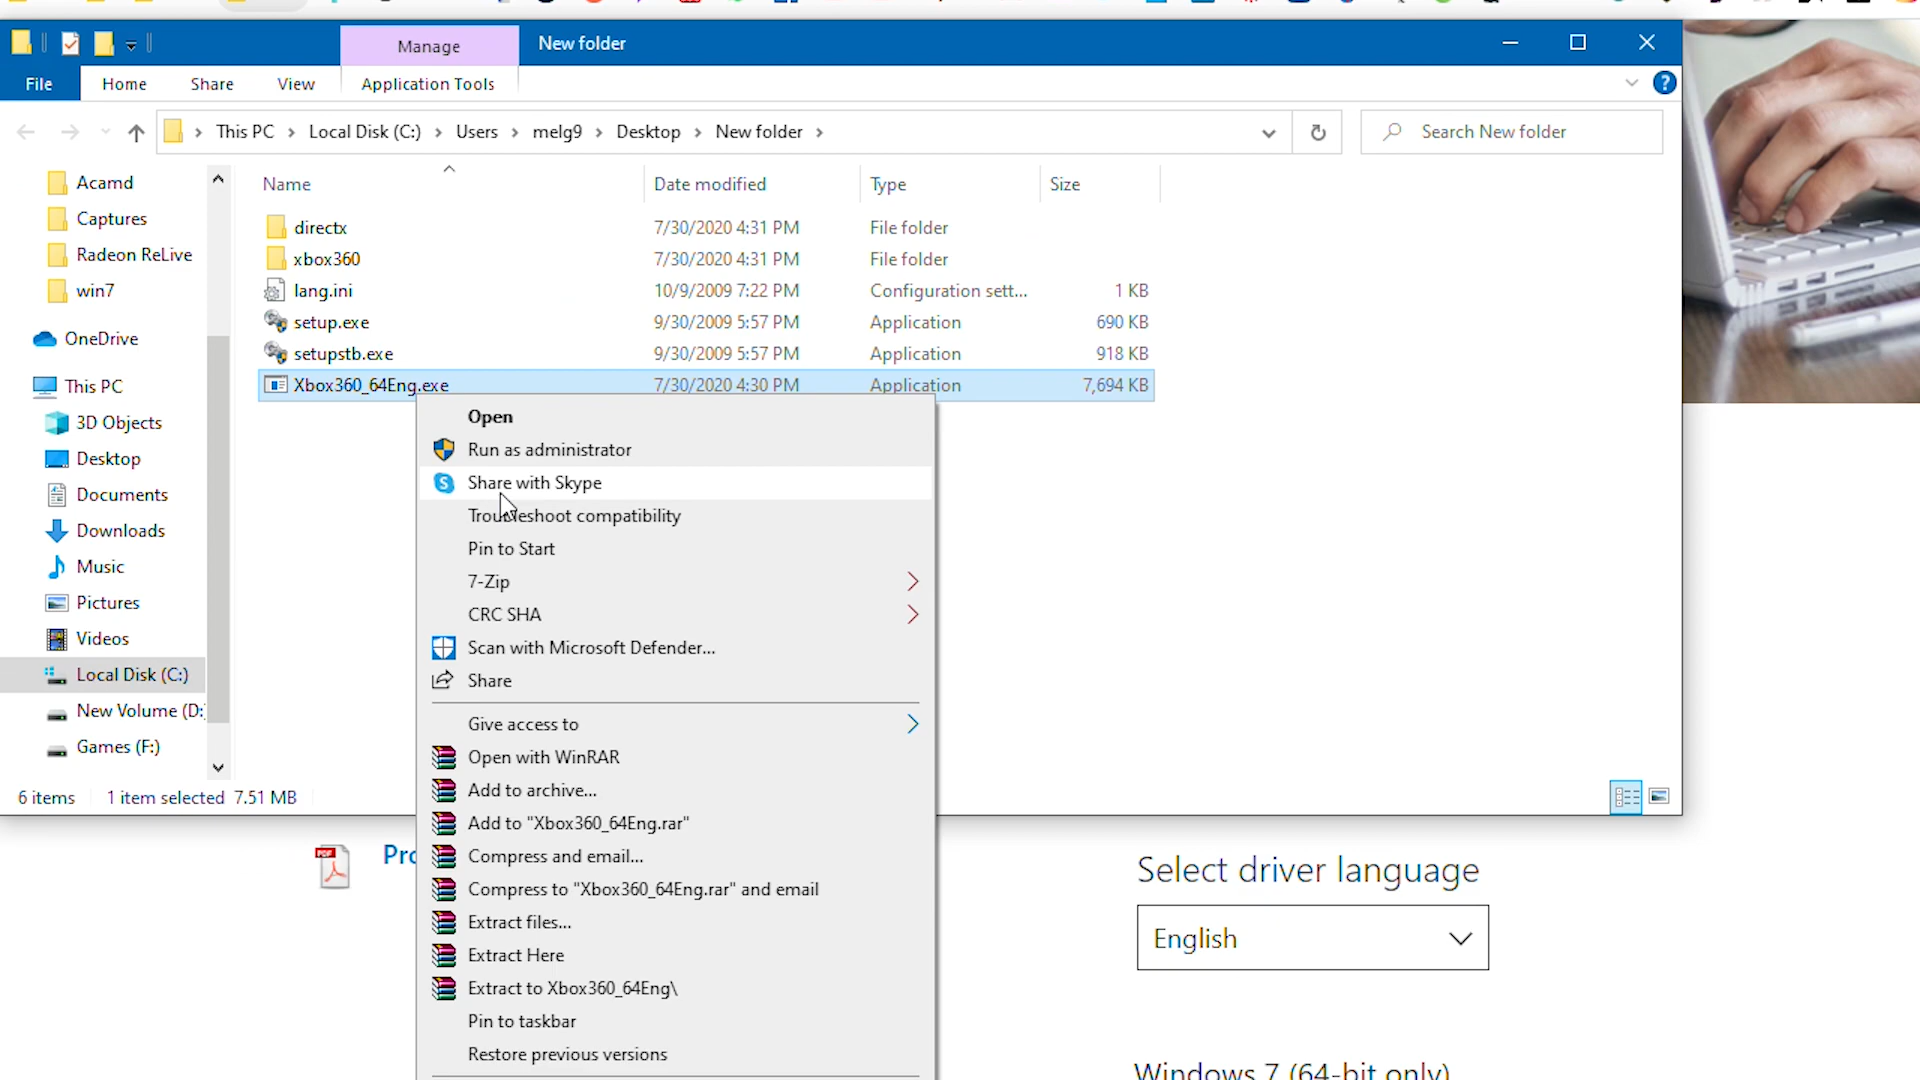 Manage
New folder
File
Home
Share
View
Application Tools
This PC
Local Disk (C:)
Users
melg9
Desktop
New folder
Search New folder
Name
Date modified
Type
Size
Acamd
Captures
Radeon ReLive
win7
OneDrive
This PC
3D Objects
Desktop
Documents
Downloads
Music
Pictures
Videos
Local Disk (C:)
New Volume (D:
Games (F:)
directx 7/30/2020 4:31 PM File folder
xbox360 7/30/2020 4:31 PM File folder
lang.ini 10/9/2009 7:22 PM Configuration sett... 1 KB
setup.exe 9/30/2009 5:57 PM Application 690 KB
setupstb.exe 9/30/2009 5:57 PM Application 918 KB
Xbox360_64Eng.exe 7/30/2020 4:30 PM Application 7,694 KB
Open
Run as administrator
Share with Skype
Troubleshoot compatibility
Pin to Start
7-Zip
CRC SHA
Scan with Microsoft Defender...
Share
Give access to
Open with WinRAR
Add to archive...
Add to "Xbox360_64Eng.rar"
Compress and email...
Compress to "Xbox360_64Eng.rar" and email
Extract files...
Extract Here
Extract to Xbox360_64Eng\
Pin to taskbar
Restore previous versions
6 items
1 item selected 7.51 MB
PDF
Select driver language
English
Windows 7 (64-bit only)